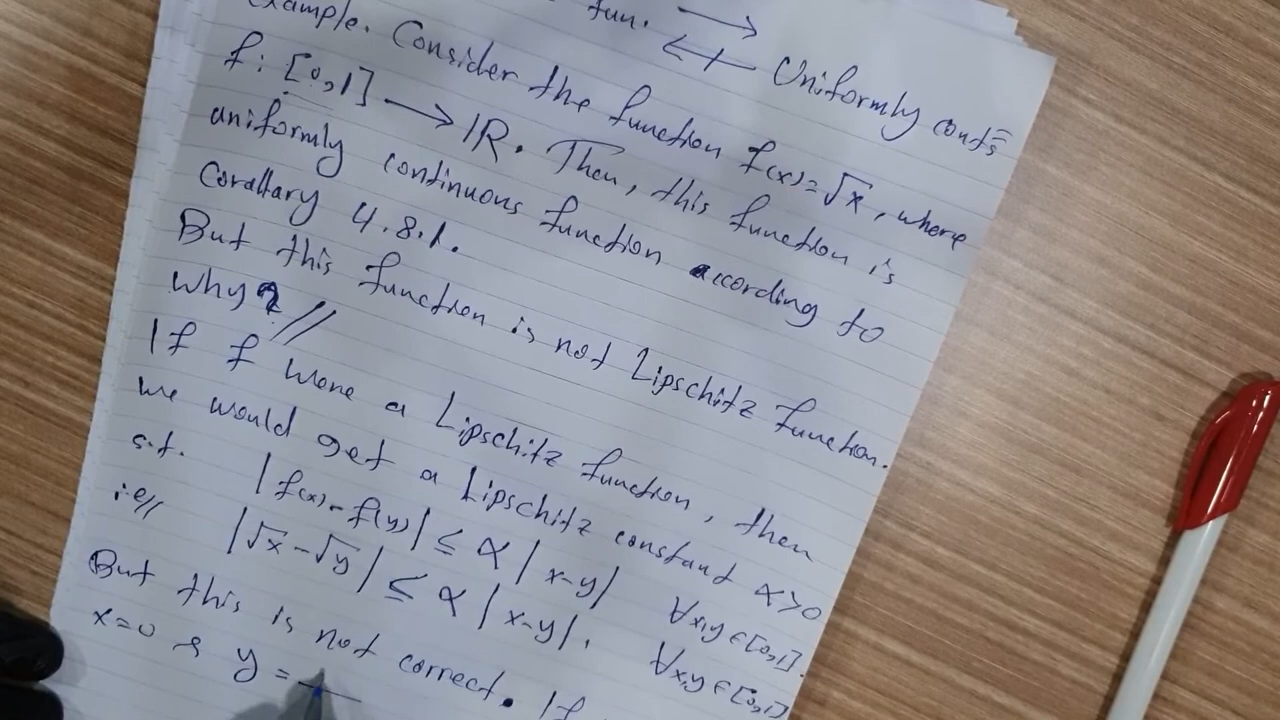 fun. ⟶
⟵/ Uniformly conts
Example. Consider the function f(x)=√x, where
f: [0,1] ⟶ IR. Then, this function is
uniformly continuous function according to
Corollary 4.8.1.
But this function is not Lipschitz function.
Why? //
If f were a Lipschitz function, then
we would get a Lipschitz constant α>0
s.t. |f(x)-f(y)| ≤ α |x-y| ∀x,y∈[0,1].
i.e// |√x-√y| ≤ α |x-y|. ∀x,y∈[0,1]
But this is not correct. If
x=0 & y =